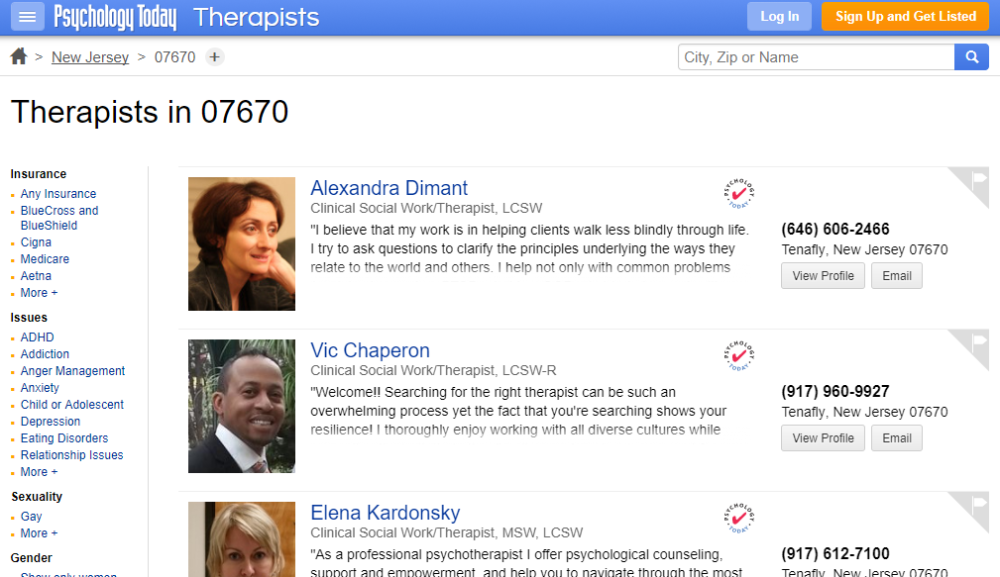 Psychology Today Therapists
Log In
Sign Up and Get Listed
> New Jersey > 07670 +
City, Zip or Name
Therapists in 07670
Insurance
Any Insurance
BlueCross and
BlueShield
Cigna
Medicare
Aetna
More +
Issues
ADHD
Addiction
Anger Management
Anxiety
Child or Adolescent
Depression
Eating Disorders
Relationship Issues
More +
Sexuality
Gay
More +
Gender
Show only women
Alexandra Dimant
Clinical Social Work/Therapist, LCSW
"I believe that my work is in helping clients walk less blindly through life.
I try to ask questions to clarify the principles underlying the ways they
relate to the world and others. I help not only with common problems
PSYCHOLOGY TODAY
(646) 606-2466
Tenafly, New Jersey 07670
View Profile
Email
Vic Chaperon
Clinical Social Work/Therapist, LCSW-R
"Welcome!! Searching for the right therapist can be such an
overwhelming process yet the fact that you're searching shows your
resilience! I thoroughly enjoy working with all diverse cultures while
PSYCHOLOGY TODAY
(917) 960-9927
Tenafly, New Jersey 07670
View Profile
Email
Elena Kardonsky
Clinical Social Work/Therapist, MSW, LCSW
"As a professional psychotherapist I offer psychological counseling,
support and empowerment, and help you to navigate through the most
PSYCHOLOGY TODAY
(917) 612-7100
Tenafly, New Jersey 07670